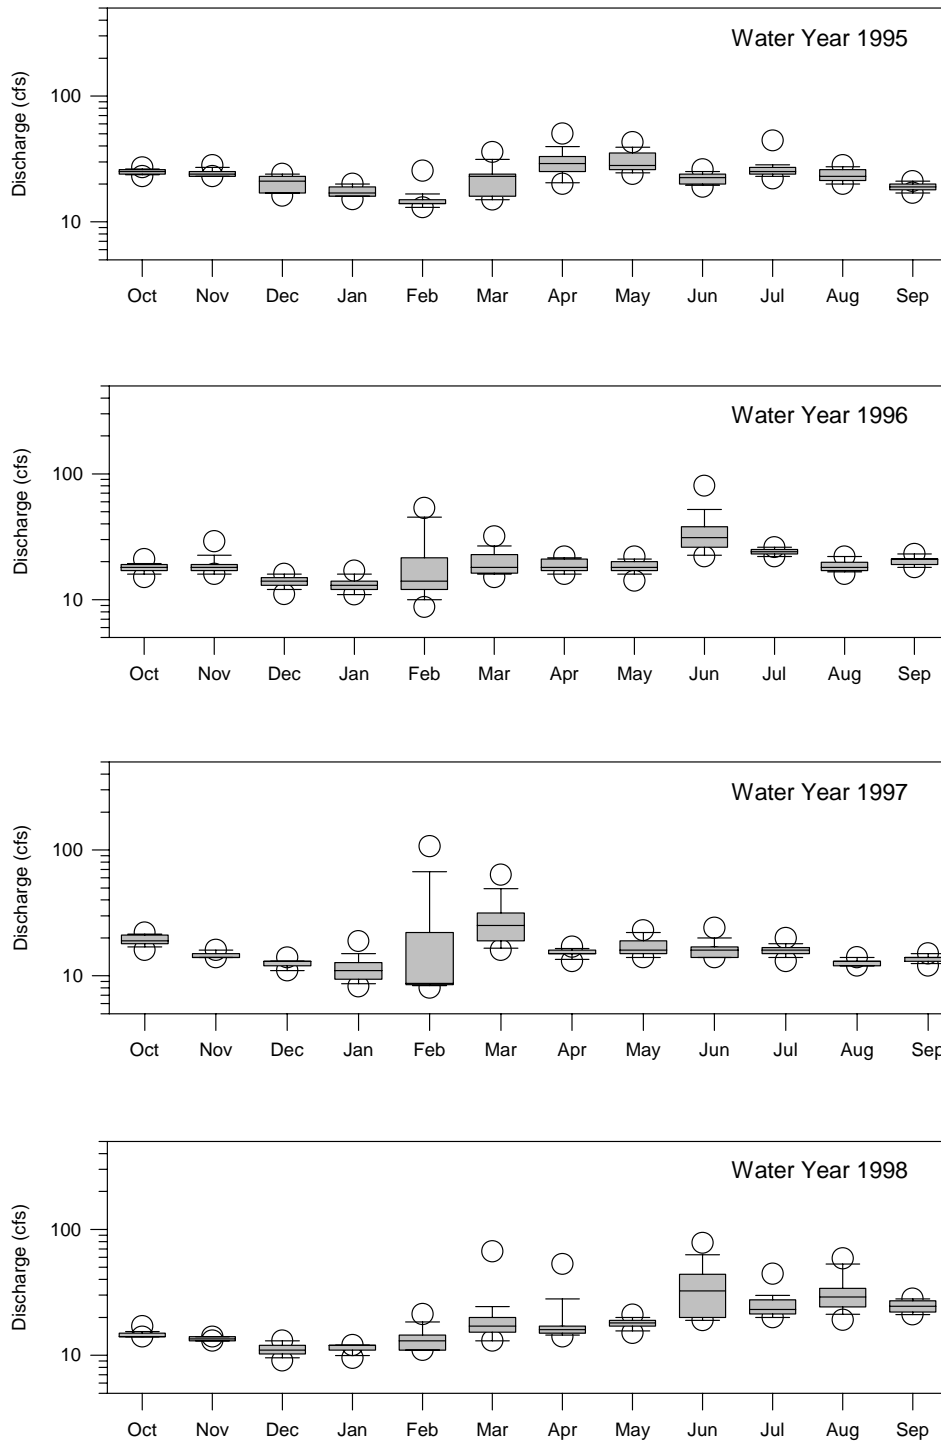 Water Year 1995
Discharge (cfs)
100
10
Oct Nov Dec Jan Feb Mar Apr May Jun Jul Aug Sep
Water Year 1996
Discharge (cfs)
100
10
Oct Nov Dec Jan Feb Mar Apr May Jun Jul Aug Sep
Water Year 1997
Discharge (cfs)
100
10
Oct Nov Dec Jan Feb Mar Apr May Jun Jul Aug Sep
Water Year 1998
Discharge (cfs)
100
10
Oct Nov Dec Jan Feb Mar Apr May Jun Jul Aug Sep